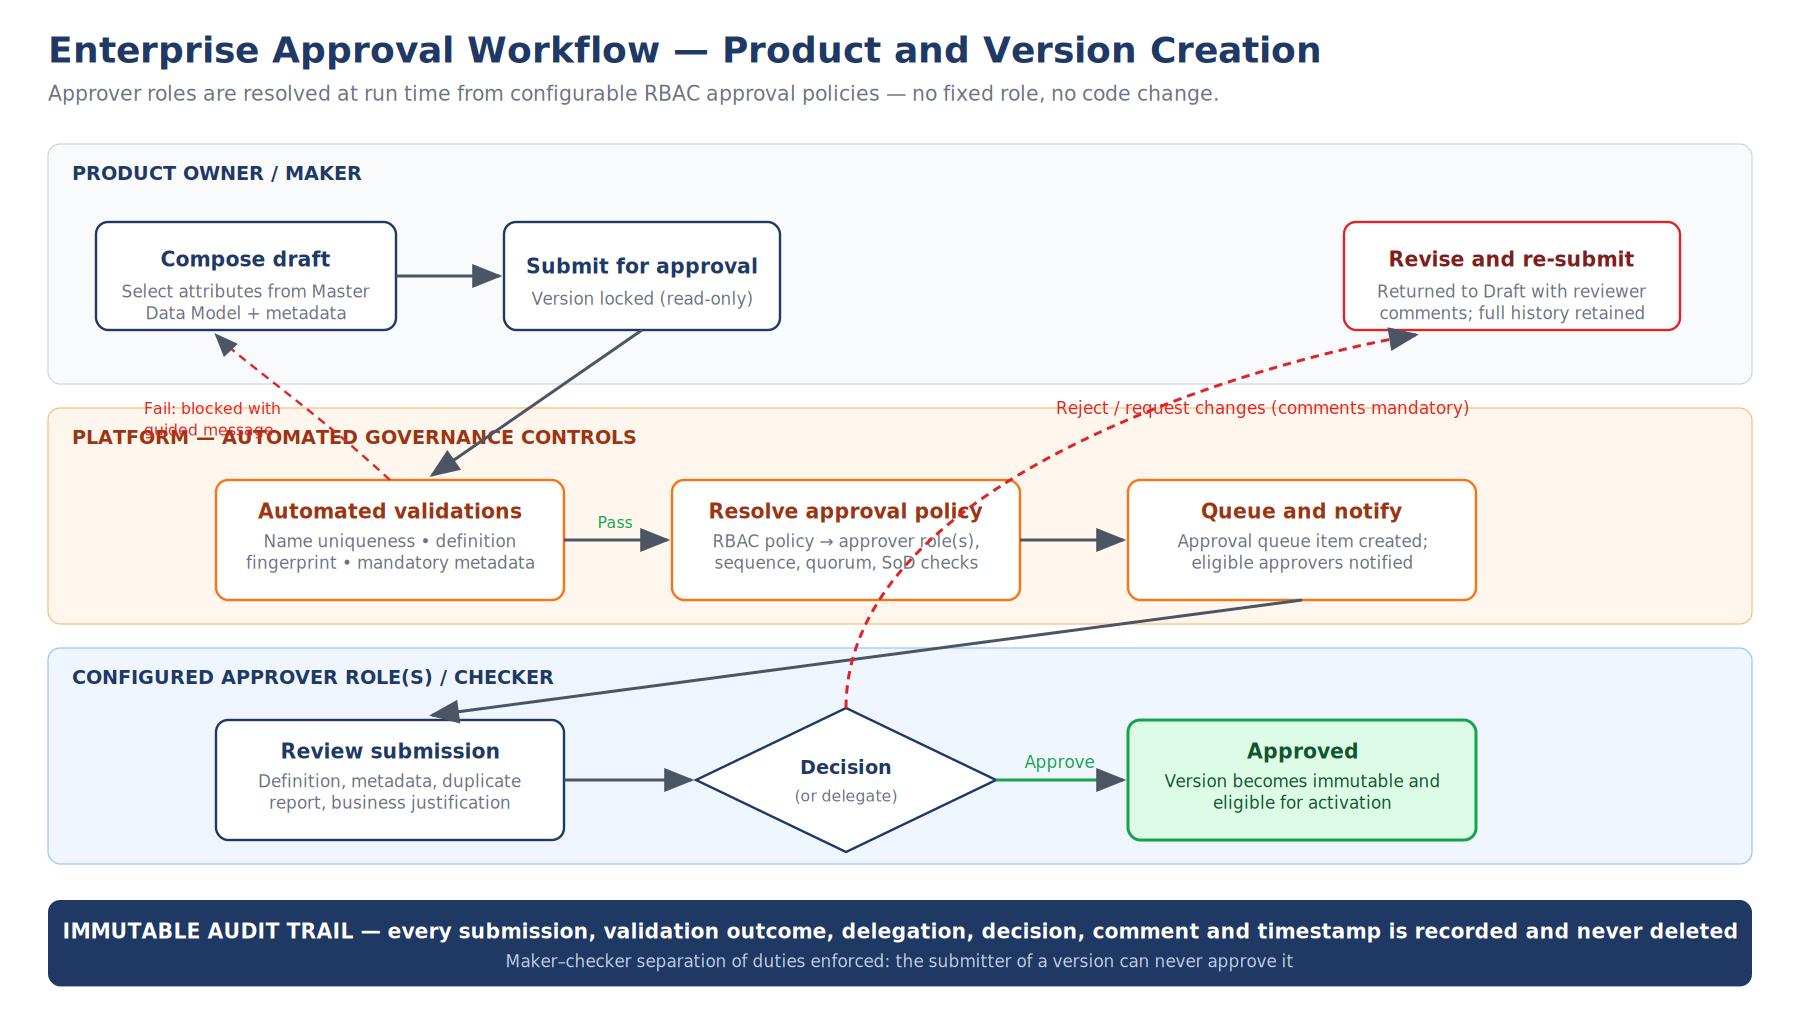 Enterprise Approval Workflow — Product and Version Creation
Approver roles are resolved at run time from configurable RBAC approval policies — no fixed role, no code change.
PRODUCT OWNER / MAKER
Compose draft
Select attributes from Master
Data Model + metadata
Submit for approval
Version locked (read-only)
Revise and re-submit
Returned to Draft with reviewer
comments; full history retained
Fail: blocked with
guided message
Reject / request changes (comments mandatory)
PLATFORM — AUTOMATED GOVERNANCE CONTROLS
Automated validations
Name uniqueness • definition
fingerprint • mandatory metadata
Pass
Resolve approval policy
RBAC policy → approver role(s),
sequence, quorum, SoD checks
Queue and notify
Approval queue item created;
eligible approvers notified
CONFIGURED APPROVER ROLE(S) / CHECKER
Review submission
Definition, metadata, duplicate
report, business justification
Decision
(or delegate)
Approve
Approved
Version becomes immutable and
eligible for activation
IMMUTABLE AUDIT TRAIL — every submission, validation outcome, delegation, decision, comment and timestamp is recorded and never deleted
Maker–checker separation of duties enforced: the submitter of a version can never approve it